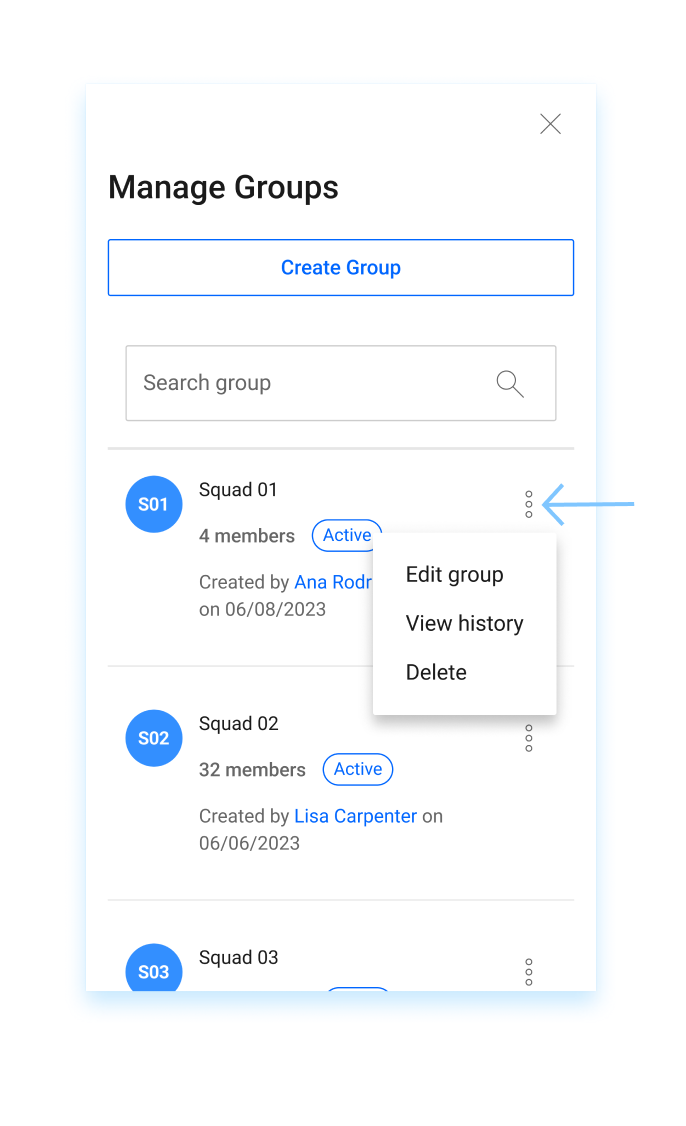 Manage Groups
Create Group
Search group
S01
Squad 01
4 members
Active
Created by Ana Rodr
on 06/08/2023
Edit group
View history
Delete
S02
Squad 02
32 members
Active
Created by Lisa Carpenter on
06/06/2023
S03
Squad 03